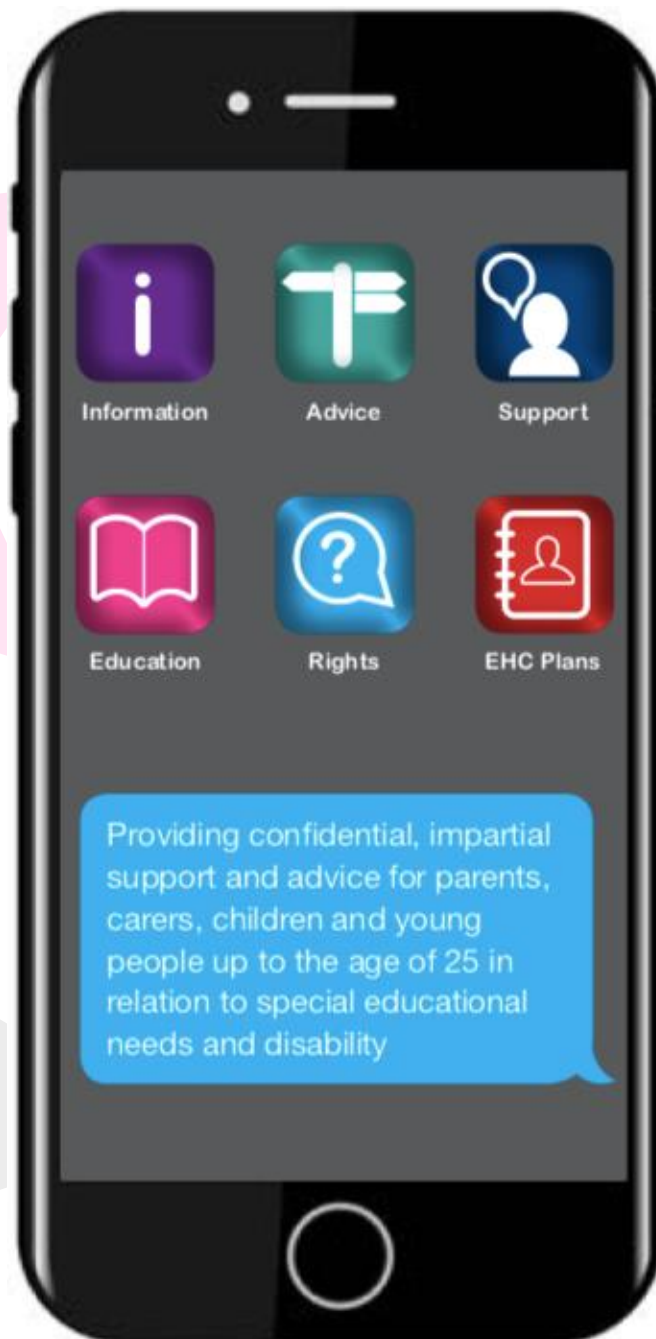 Information Advice Support
Education Rights EHC Plans
Providing confidential, impartial
support and advice for parents,
carers, children and young
people up to the age of 25 in
relation to special educational
needs and disability